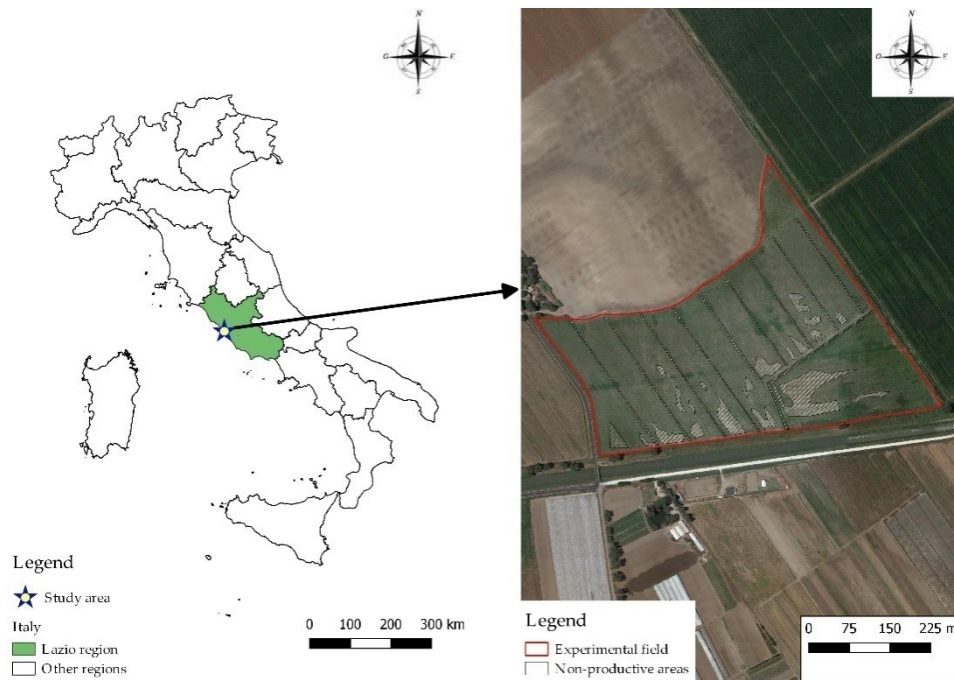 N
O
E
S
N
O
E
S
Legend
Study area
Italy
Lazio region
Other regions
0 100 200 300 km
Legend
Experimental field
Non-productive areas
0 75 150 225 m